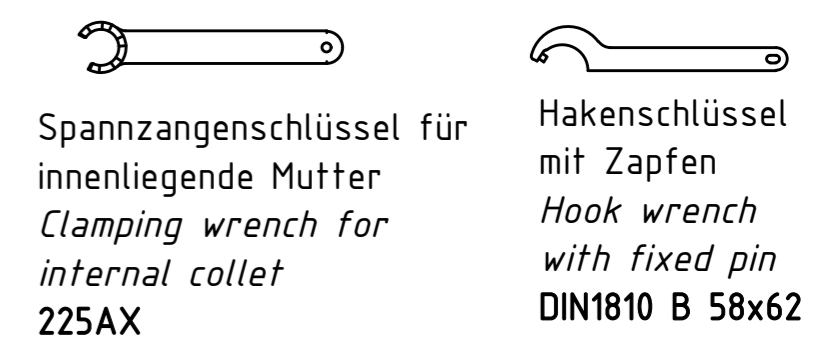 Spannzangenschlüssel für
innenliegende Mutter
Clamping wrench for
internal collet
225AX
Hakenschlüssel
mit Zapfen
Hook wrench
with fixed pin
DIN1810 B 58x62